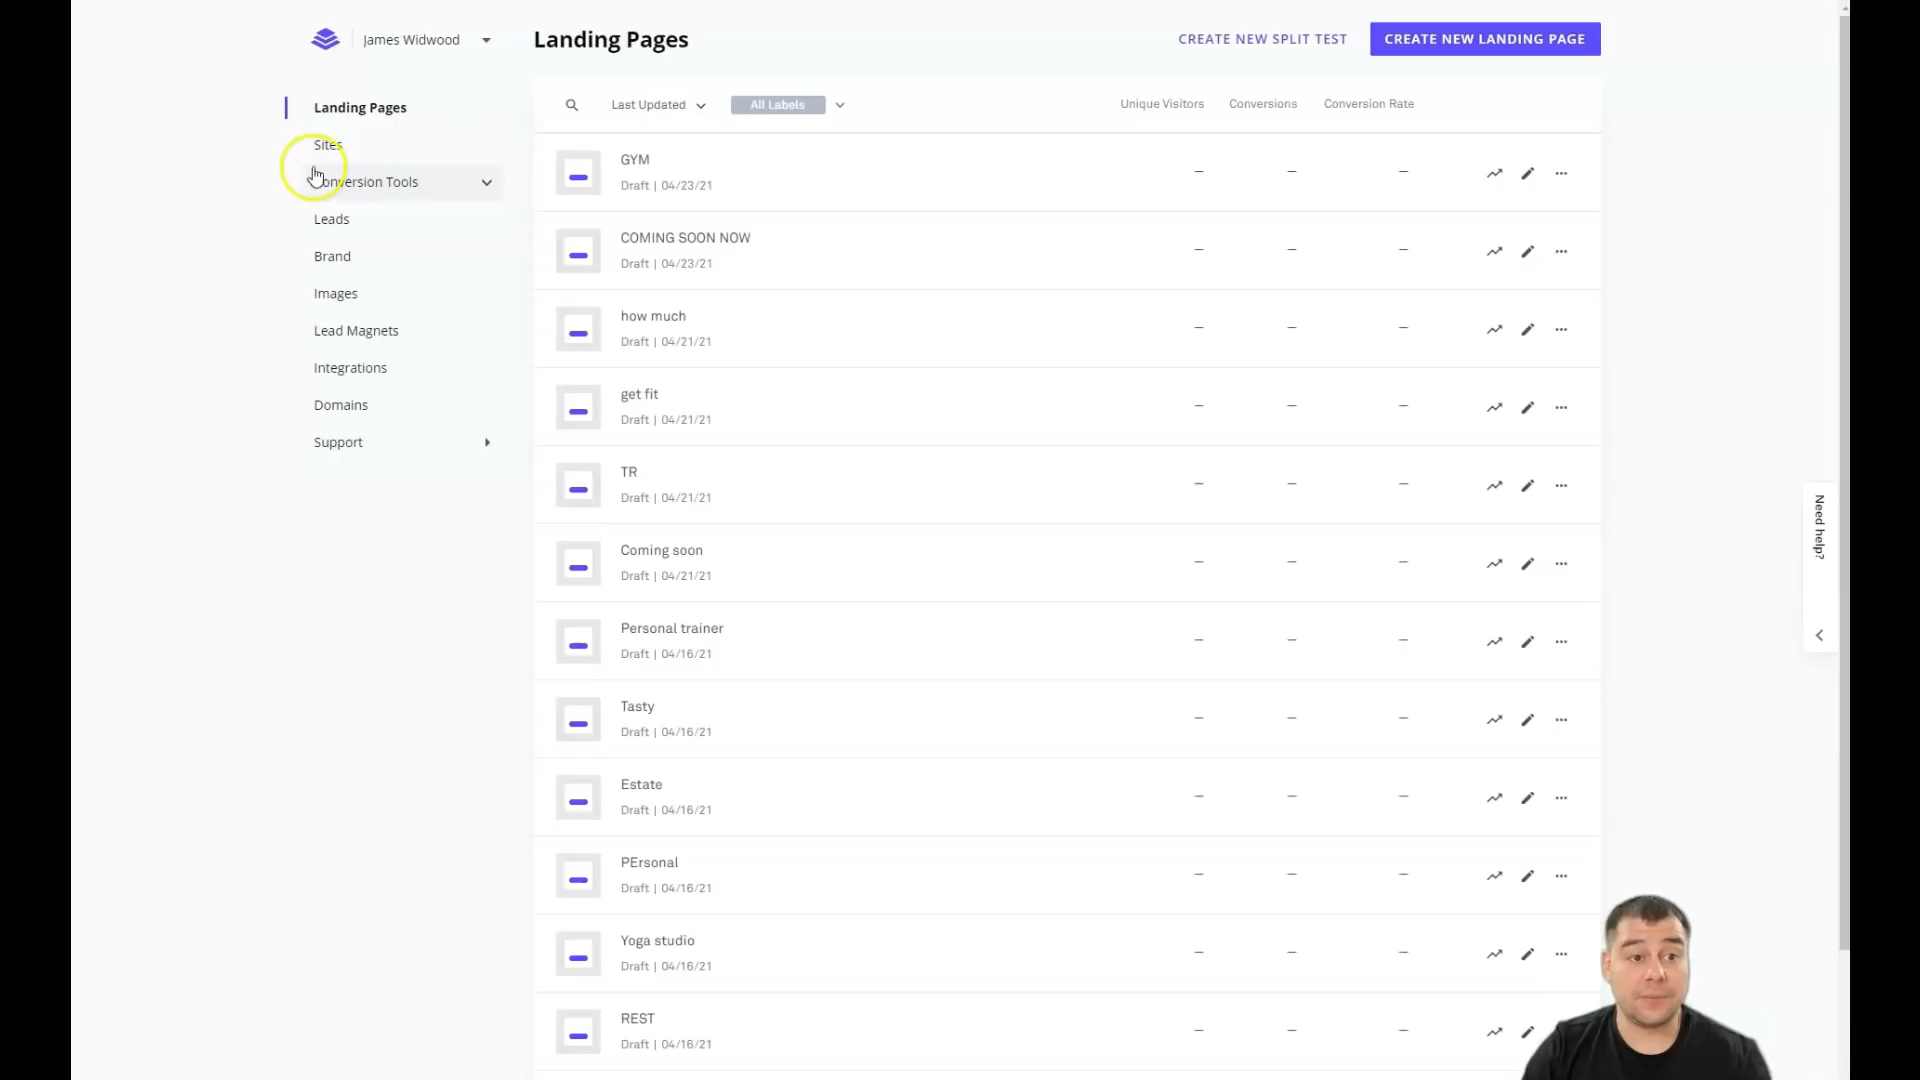 James Widwood
Landing Pages
CREATE NEW SPLIT TEST
CREATE NEW LANDING PAGE
Landing Pages
Sites
Conversion Tools
Leads
Brand
Images
Lead Magnets
Integrations
Domains
Support
Last Updated
All Labels
Unique Visitors
Conversions
Conversion Rate
GYM
Draft | 04/23/21
COMING SOON NOW
Draft | 04/23/21
how much
Draft | 04/21/21
get fit
Draft | 04/21/21
TR
Draft | 04/21/21
Coming soon
Draft | 04/21/21
Personal trainer
Draft | 04/16/21
Tasty
Draft | 04/16/21
Estate
Draft | 04/16/21
PErsonal
Draft | 04/16/21
Yoga studio
Draft | 04/16/21
REST
Draft | 04/16/21
Need help?